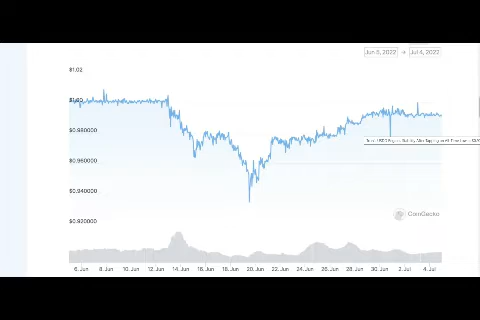 Jun 5, 2022 → Jul 4, 2022
$1.02
$1.00
$0.980000
$0.960000
$0.940000
$0.920000
CoinGecko
6. Jun 8. Jun 10. Jun 12. Jun 14. Jun 16. Jun 18. Jun 20. Jun 22. Jun 24. Jun 26. Jun 28. Jun 30. Jun 2. Jul 4. Jul